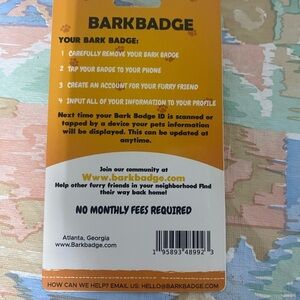 BARKBADGE
YOUR BARK BADGE:
1 CAREFULLY REMOVE YOUR BARK BADGE
2 TAP YOUR BADGE TO YOUR PHONE
3 CREATE AN ACCOUNT FOR YOUR FURRY FRIEND
4 INPUT ALL OF YOUR INFORMATION TO YOUR PROFILE
Next time your Bark Badge ID is scanned or
tapped by a device your pets information
will be displayed. This can be updated at
anytime.
Join our community at
Www.barkbadge.com
Help other furry friends in your neighborhood Find
their way back home!
NO MONTHLY FEES REQUIRED
Atlanta, Georgia
www.Barkbadge.com
1 95893 48992 3
HOW CAN WE HELP? EMAIL US: HELLO@BARKBADGE.COM